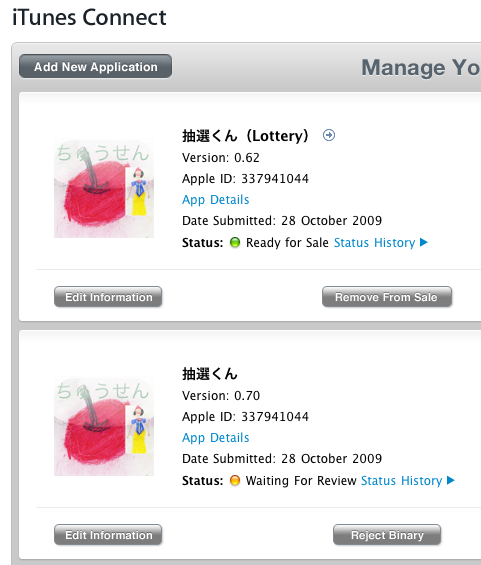 iTunes Connect
Add New Application
Manage Yo
ちゅうせん
抽選くん（Lottery）
Version: 0.62
Apple ID: 337941044
App Details
Date Submitted: 28 October 2009
Status: Ready for Sale Status History
Edit Information
Remove From Sale
ちゅうせん
抽選くん
Version: 0.70
Apple ID: 337941044
App Details
Date Submitted: 28 October 2009
Status: Waiting For Review Status History
Edit Information
Reject Binary